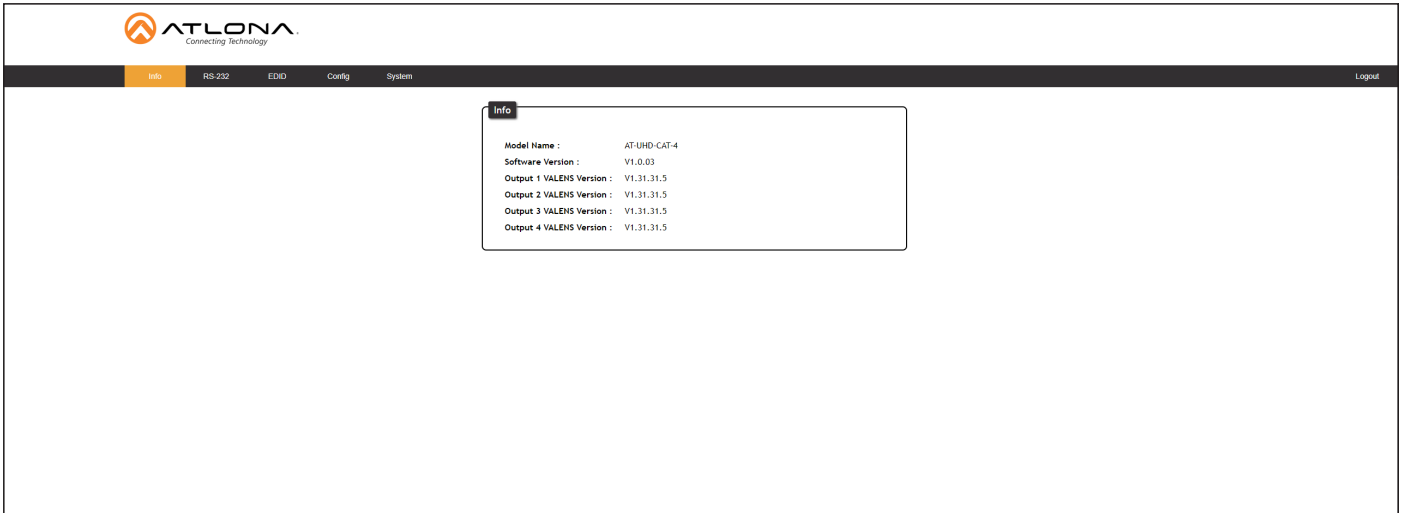 ATLONA.
Connecting Technology
Info RS-232 EDID Config System Logout
Info
Model Name : AT-UHD-CAT-4
Software Version : V1.0.03
Output 1 VALENS Version : V1.31.31.5
Output 2 VALENS Version : V1.31.31.5
Output 3 VALENS Version : V1.31.31.5
Output 4 VALENS Version : V1.31.31.5